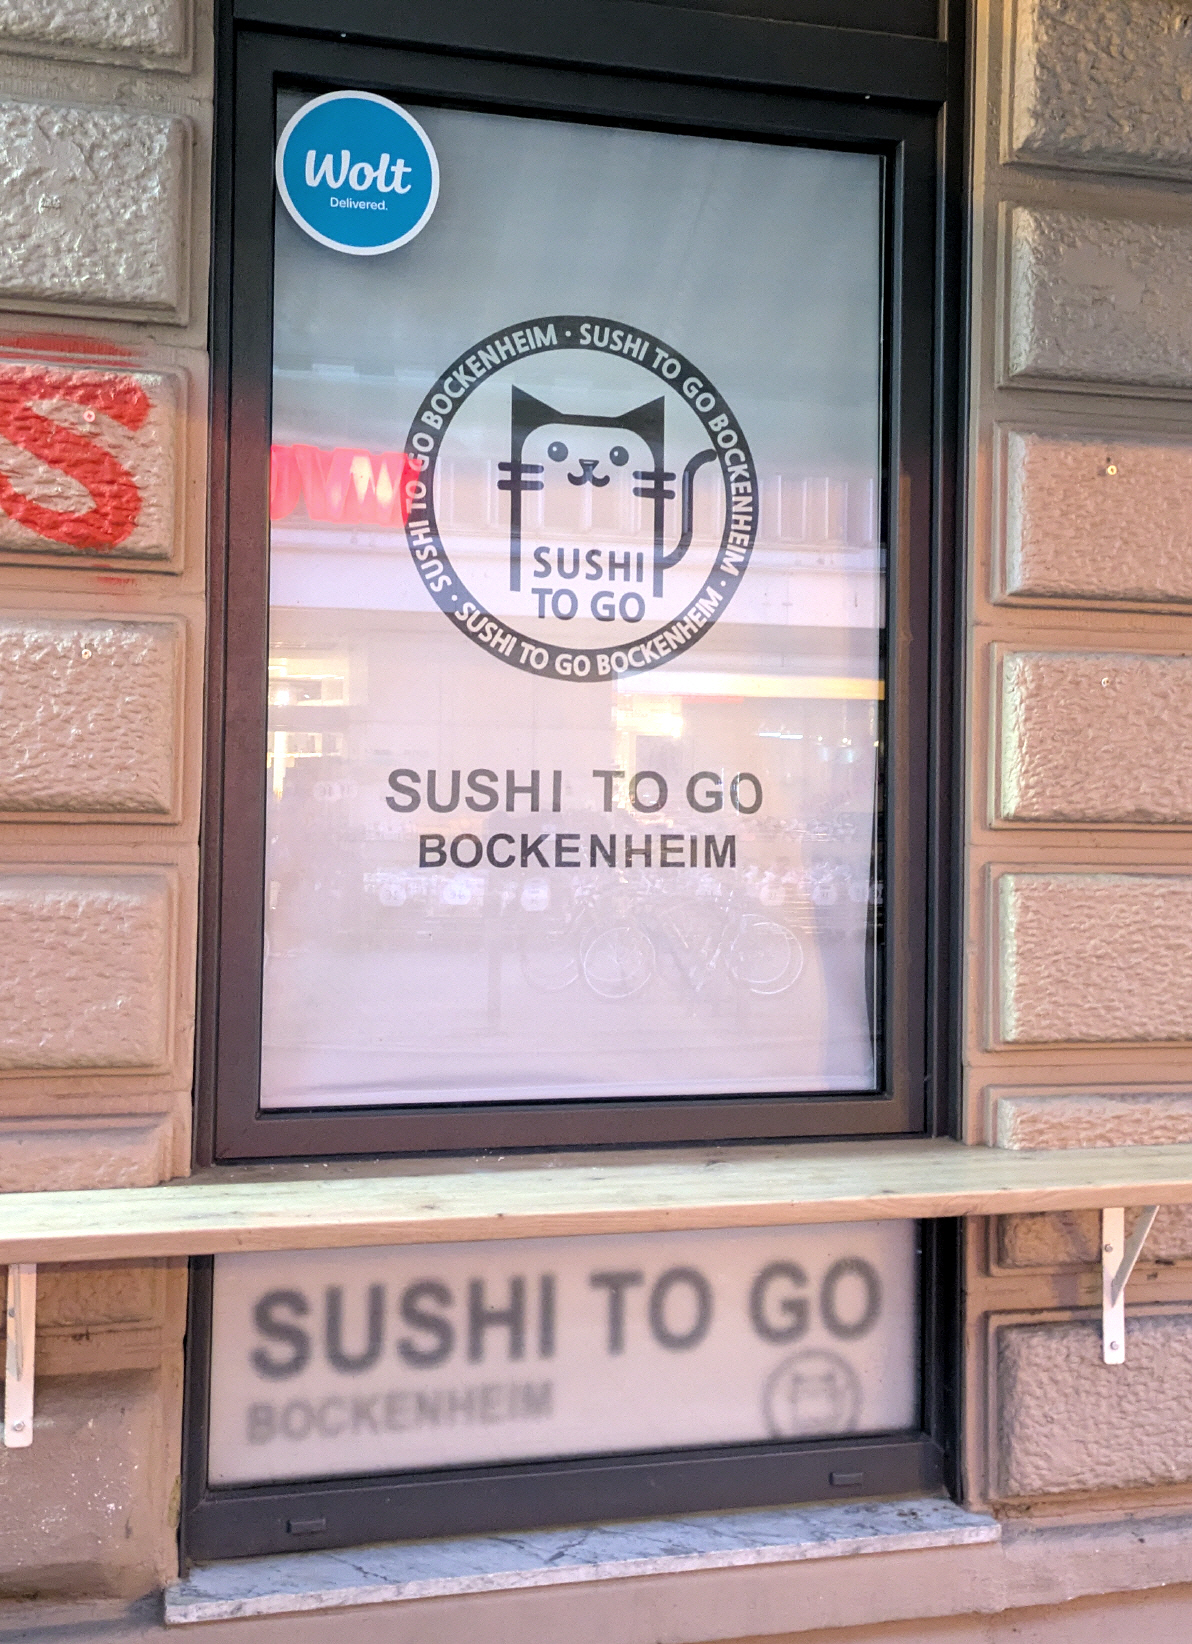 Wolt
Delivered.
SUSHI TO GO BOCKENHEIM · SUSHI TO GO BOCKENHEIM · SUSHI TO GO BOCKENHEIM ·
SUSHI
TO GO
SUSHI TO GO
BOCKENHEIM
SUSHI TO GO
BOCKENHEIM
S